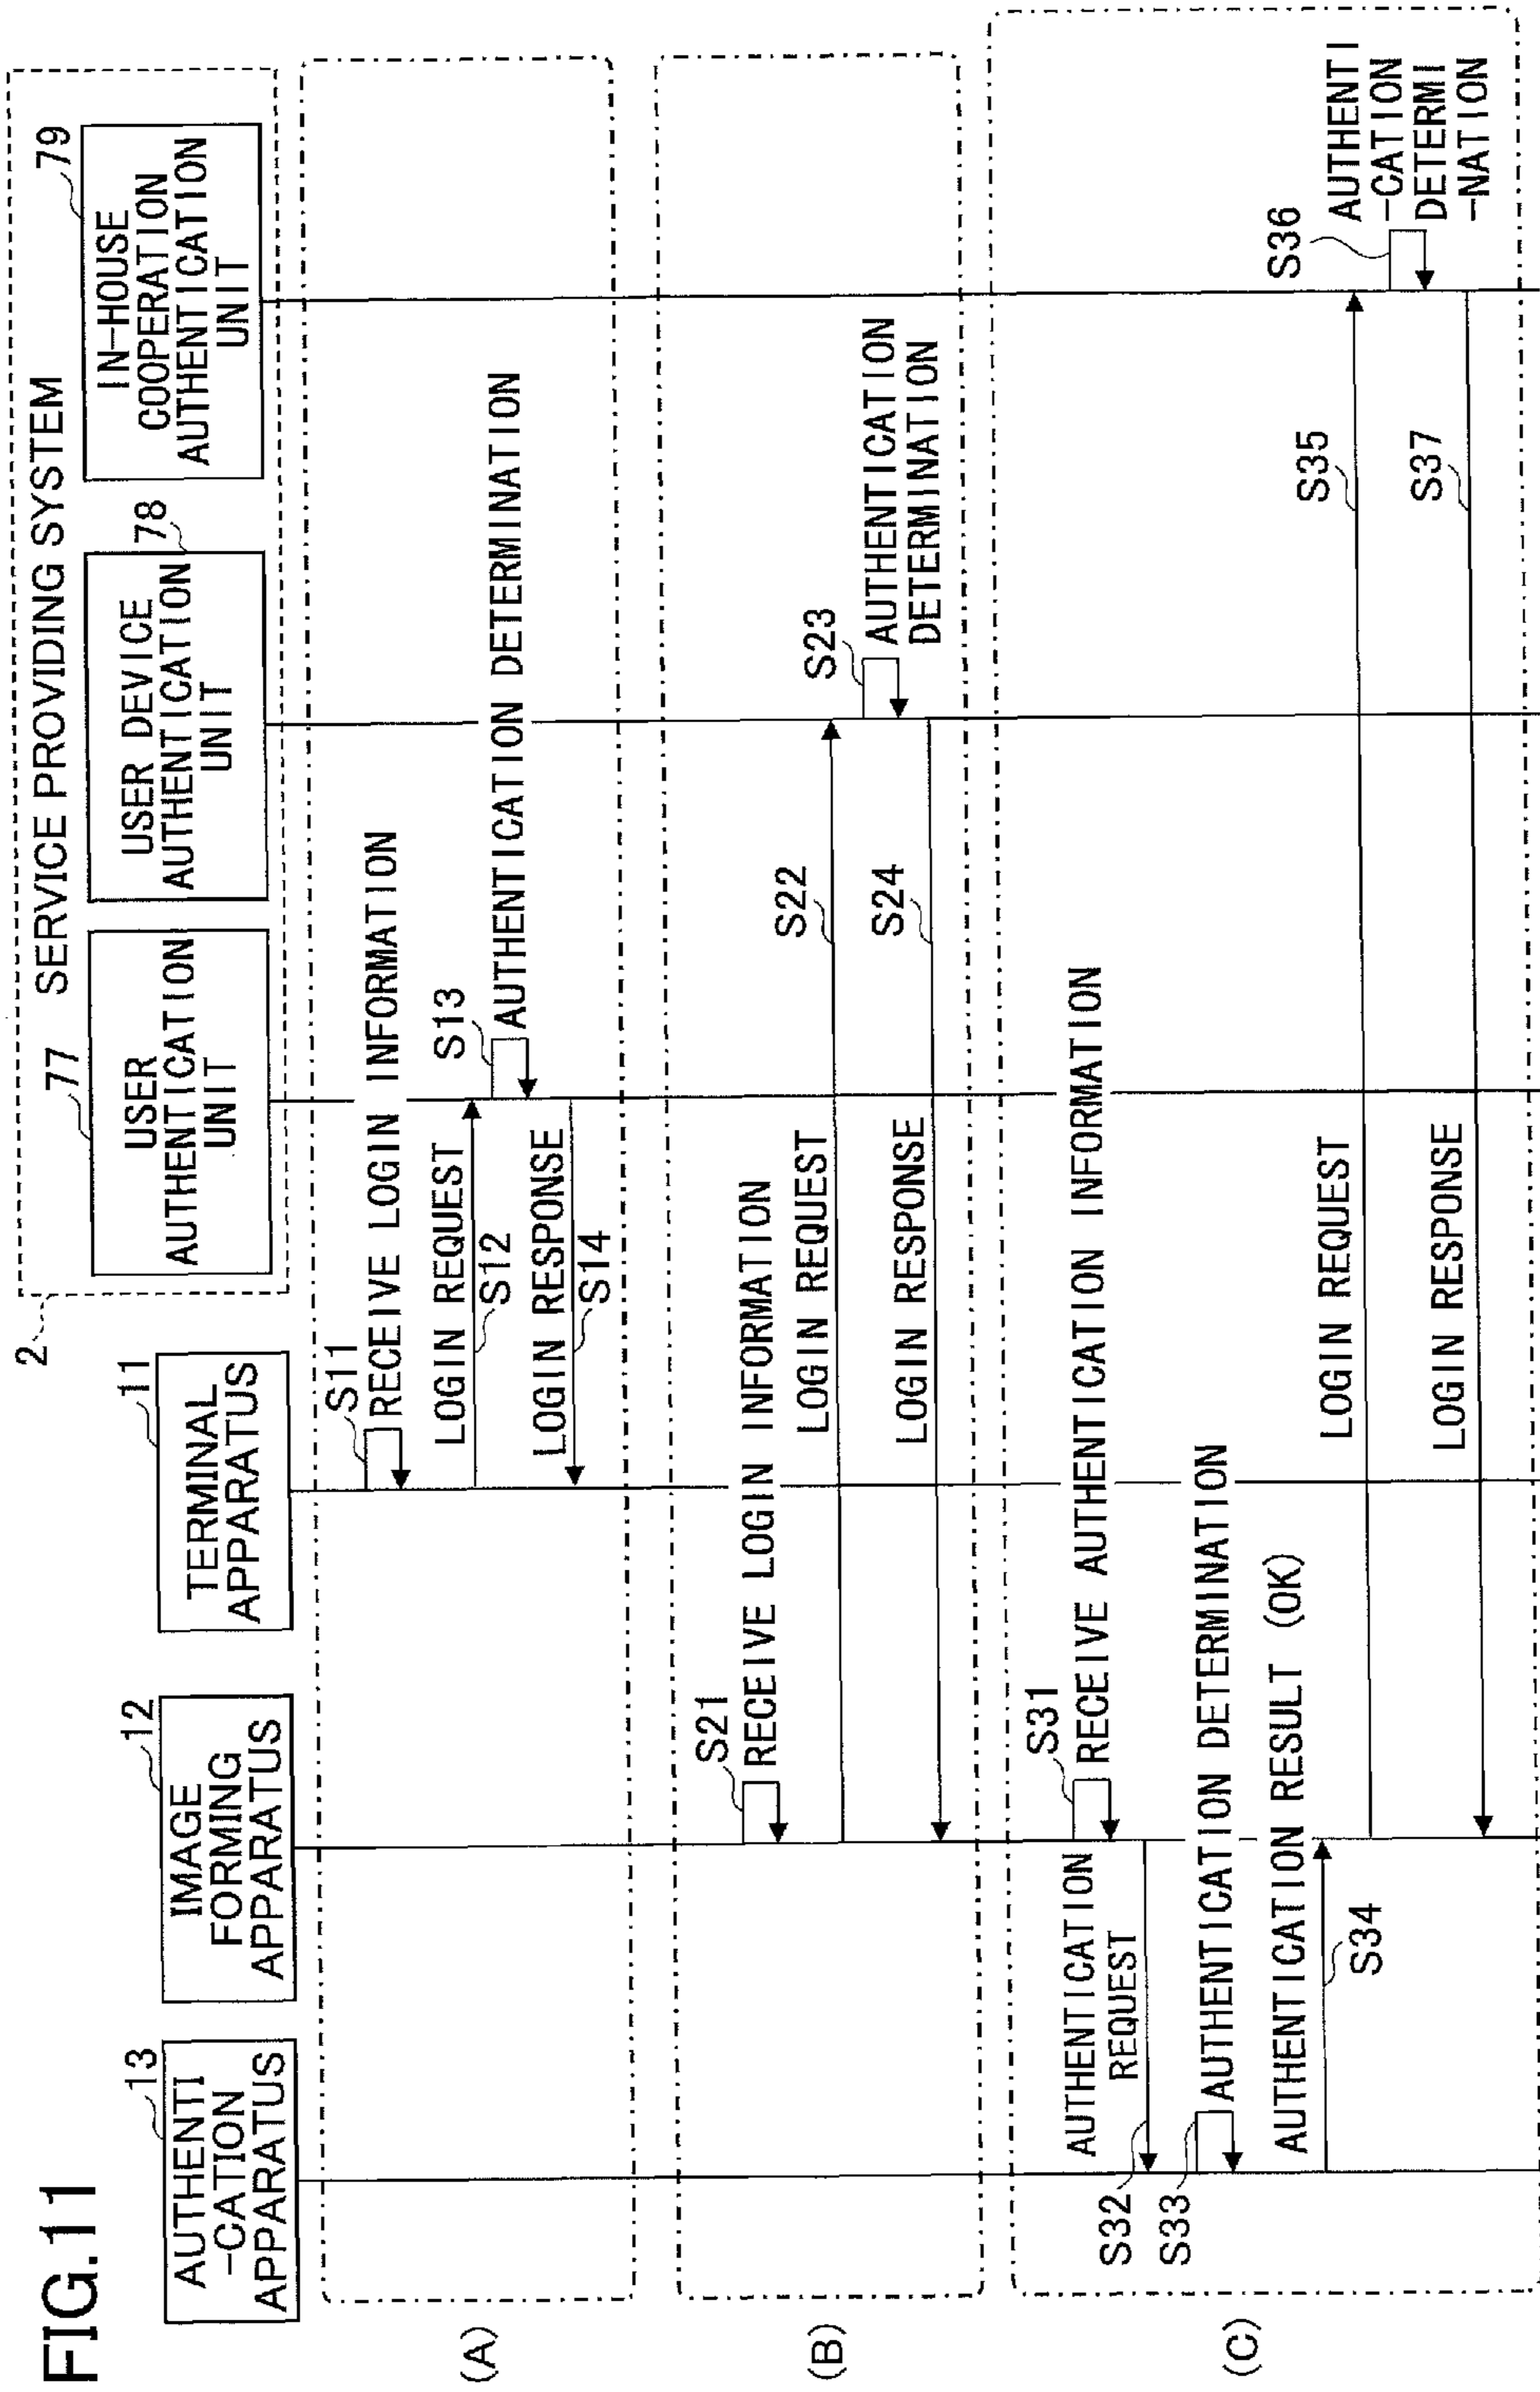 FIG.11
2
SERVICE PROVIDING SYSTEM
13
AUTHENTI
-CATION
APPARATUS
12
IMAGE
FORMING
APPARATUS
11
TERMINAL
APPARATUS
77
USER
AUTHENTICATION
UNIT
78
USER DEVICE
AUTHENTICATION
UNIT
79
IN-HOUSE
COOPERATION
AUTHENTICATION
UNIT
(A)
S11
RECEIVE LOGIN INFORMATION
LOGIN REQUEST
S12
S13
AUTHENTICATION DETERMINATION
LOGIN RESPONSE
S14
(B)
S21
RECEIVE LOGIN INFORMATION
LOGIN REQUEST
S22
S23
AUTHENTICATION
DETERMINATION
LOGIN RESPONSE
S24
(C)
S31
RECEIVE AUTHENTICATION INFORMATION
AUTHENTICATION
REQUEST
S32
S33
AUTHENTICATION DETERMINATION
AUTHENTICATION RESULT (OK)
S34
LOGIN REQUEST
S35
S36
AUTHENTI
-CATION
DETERMI
-NATION
LOGIN RESPONSE
S37